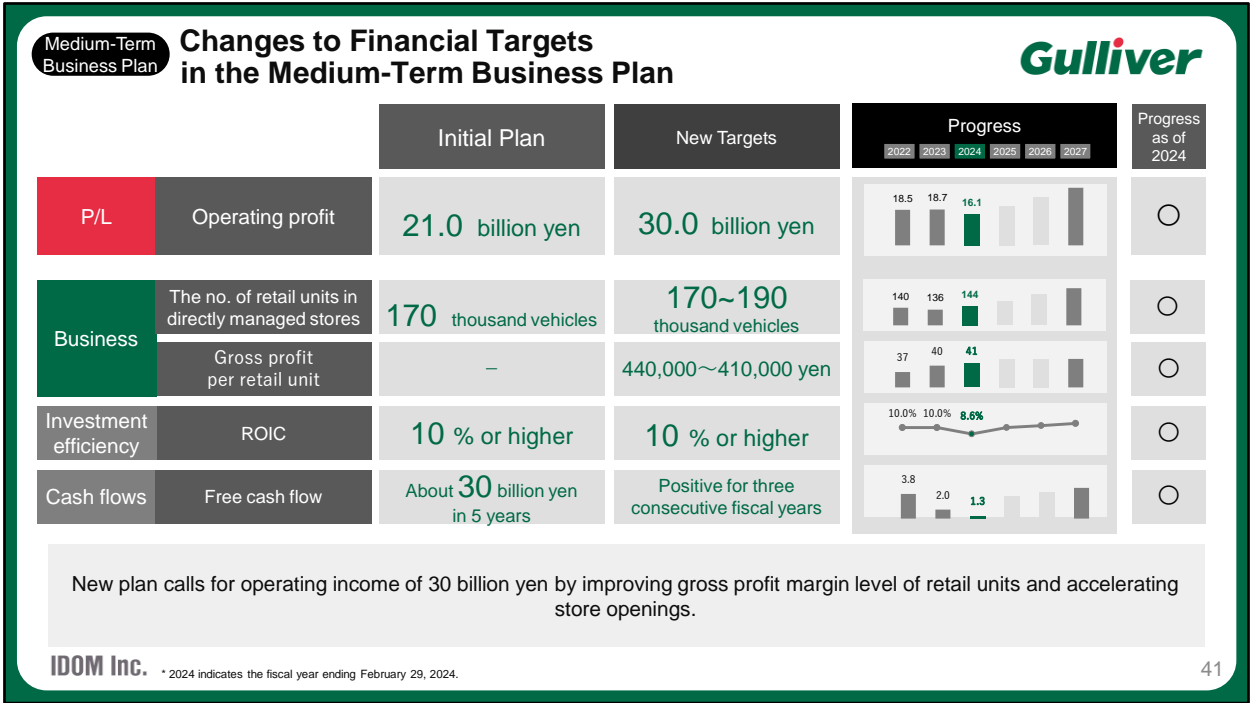 Medium-Term
Business Plan
Changes to Financial Targets
in the Medium-Term Business Plan
Gulliver
Initial Plan
New Targets
Progress
2022 2023 2024 2025 2026 2027
Progress
as of
2024
P/L
Operating profit
21.0 billion yen
30.0 billion yen
18.5 18.7 16.1
○
Business
The no. of retail units in
directly managed stores
170 thousand vehicles
170~190
thousand vehicles
140 136 144
○
Gross profit
per retail unit
–
440,000～410,000 yen
37 40 41
○
Investment
efficiency
ROIC
10 % or higher
10 % or higher
10.0% 10.0% 8.6%
○
Cash flows
Free cash flow
About 30 billion yen
in 5 years
Positive for three
consecutive fiscal years
3.8 2.0 1.3
○
New plan calls for operating income of 30 billion yen by improving gross profit margin level of retail units and accelerating
store openings.
IDOM Inc.
* 2024 indicates the fiscal year ending February 29, 2024.
41